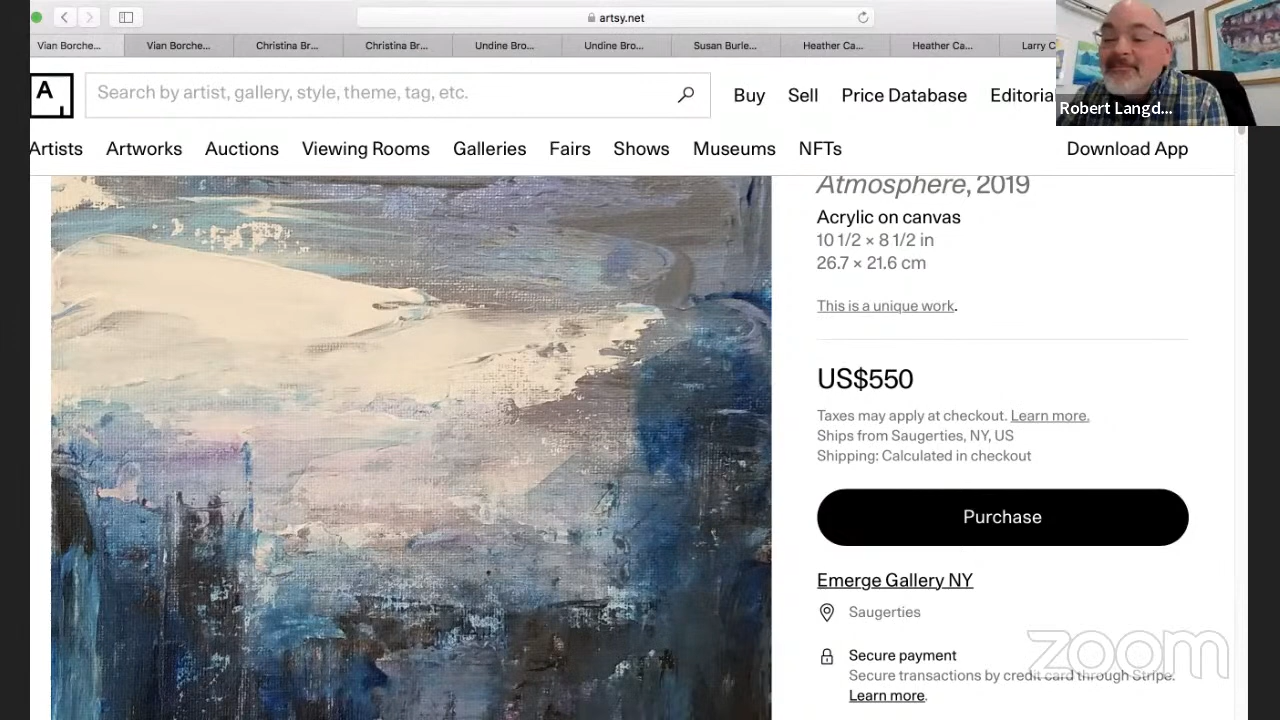 artsy.net
Vian Borche...
Vian Borche...
Christina Br...
Christina Br...
Undine Bro...
Undine Bro...
Susan Burle...
Heather Ca...
Heather Ca...
Larry C
A
Search by artist, gallery, style, theme, tag, etc.
Buy Sell Price Database Editoria
Robert Langd...
Artists Artworks Auctions Viewing Rooms Galleries Fairs Shows Museums NFTs Download App
Atmosphere, 2019
Acrylic on canvas
10 1/2 × 8 1/2 in
26.7 × 21.6 cm
This is a unique work.
US$550
Taxes may apply at checkout. Learn more.
Ships from Saugerties, NY, US
Shipping: Calculated in checkout
Purchase
Emerge Gallery NY
Saugerties
Secure payment
Secure transactions by credit card through Stripe.
Learn more.
zoom